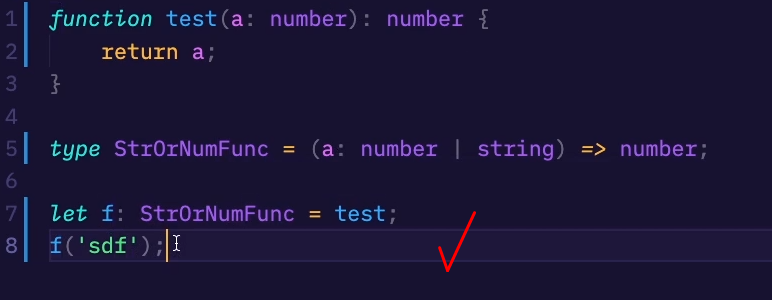 1 function test(a: number): number {
2     return a;
3 }
4
5 type StrOrNumFunc = (a: number | string) => number;
6
7 let f: StrOrNumFunc = test;
8 f('sdf');